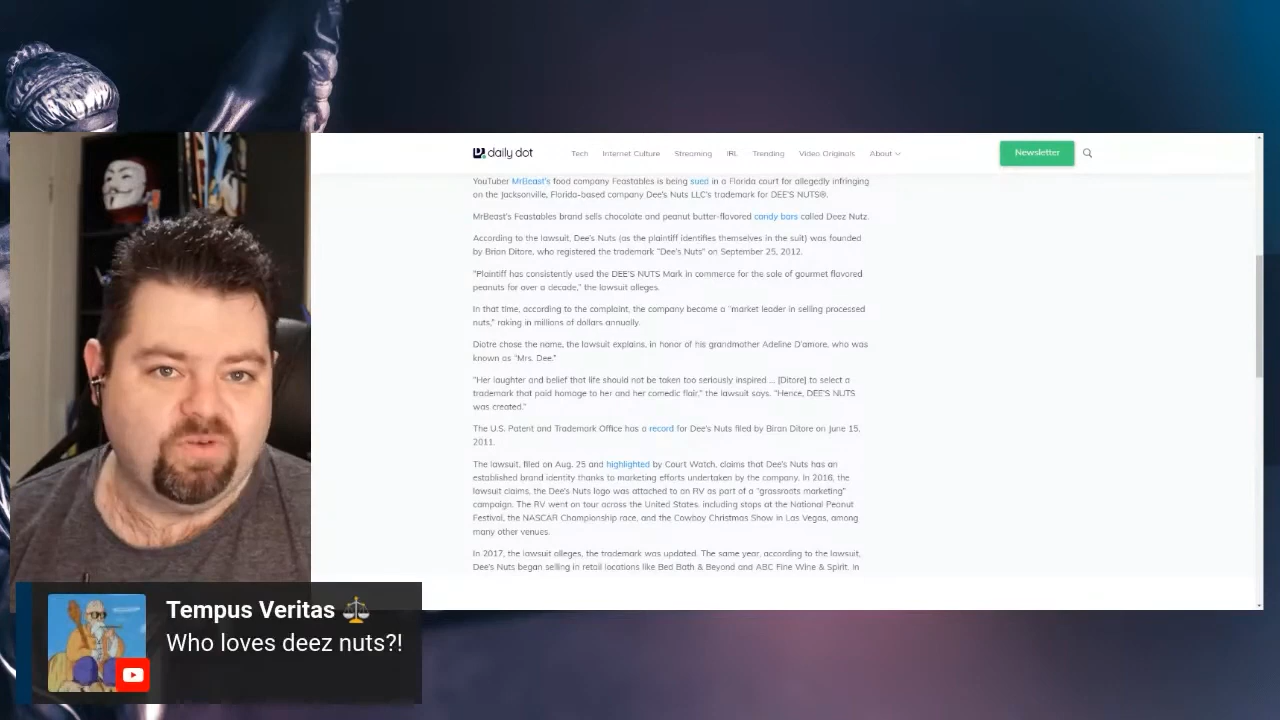 daily dot
Tech Internet Culture Streaming IRL Trending Video Originals About
Newsletter
YouTuber MrBeast's food company Feastables is being sued in a Florida court for allegedly infringing
on the Jacksonville, Florida-based company Dee's Nuts LLC's trademark for DEE'S NUTS®.
MrBeast's Feastables brand sells chocolate and peanut butter-flavored candy bars called Deez Nutz.
According to the lawsuit, Dee's Nuts (as the plaintiff identifies themselves in the suit) was founded
by Brian Ditore, who registered the trademark "Dee's Nuts" on September 25, 2012.
"Plaintiff has consistently used the DEE'S NUTS Mark in commerce for the sole of gourmet flavored
peanuts for over a decade," the lawsuit alleges.
In that time, according to the complaint, the company became a "market leader in selling processed
nuts," raking in millions of dollars annually.
Diotre chose the name, the lawsuit explains, in honor of his grandmother Adeline D'amore, who was
known as "Mrs. Dee."
"Her laughter and belief that life should not be taken too seriously inspired ... [Ditore] to select a
trademark that paid homage to her and her comedic flair," the lawsuit says. "Hence, DEE'S NUTS
was created."
The U.S. Patent and Trademark Office has a record for Dee's Nuts filed by Biran Ditore on June 15,
2011.
The lawsuit, filed on Aug. 25 and highlighted by Court Watch, claims that Dee's Nuts has an
established brand identity thanks to marketing efforts undertaken by the company. In 2016, the
lawsuit claims, the Dee's Nuts logo was attached to an RV as part of a "grassroots marketing"
campaign. The RV went on tour across the United States, including stops at the National Peanut
Festival, the NASCAR Championship race, and the Cowboy Christmas Show in Las Vegas, among
many other venues.
In 2017, the lawsuit alleges, the trademark was updated. The same year, according to the lawsuit,
Dee's Nuts began selling in retail locations like Bed Bath & Beyond and ABC Fine Wine & Spirit. In
Tempus Veritas ⚖️
Who loves deez nuts?!